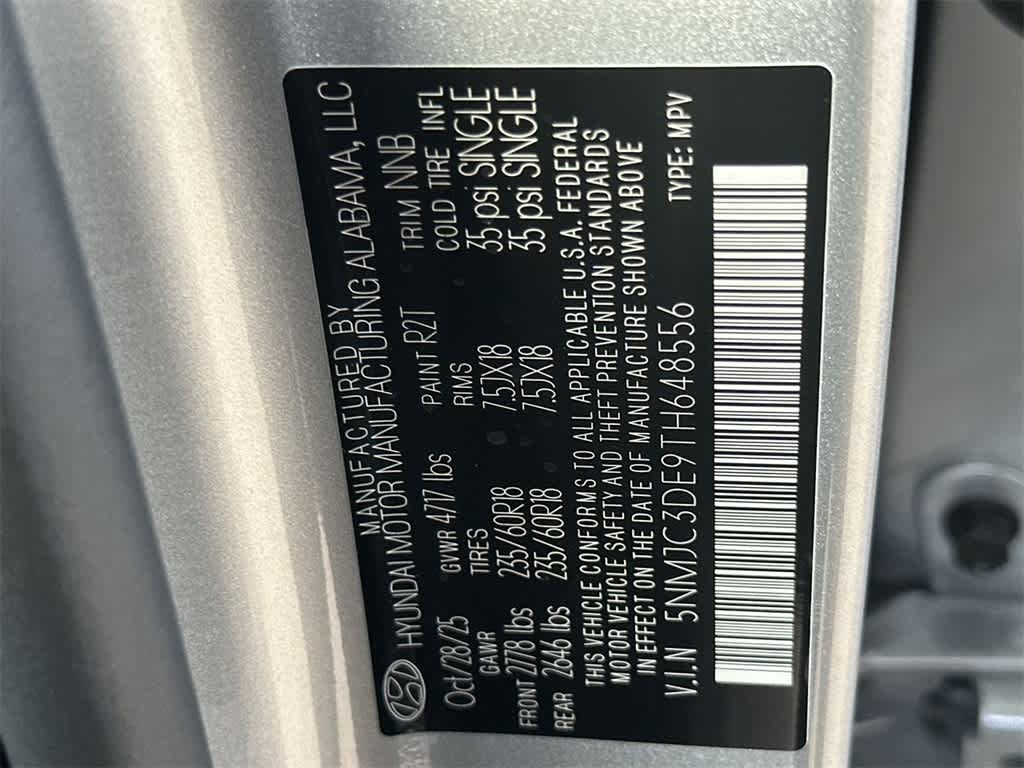 MANUFACTURED BY
HYUNDAI MOTOR MANUFACTURING ALABAMA, LLC
Oct/28/25 GVWR 4717 lbs PAINT R2T TRIM NNB
GAWR TIRES RIMS COLD TIRE INFL
FRONT 2778 lbs 235/60R18 7.5JX18 35 psi SINGLE
REAR 2646 lbs 235/60R18 7.5JX18 35 psi SINGLE
THIS VEHICLE CONFORMS TO ALL APPLICABLE U.S.A. FEDERAL
MOTOR VEHICLE SAFETY AND THEFT PREVENTION STANDARDS
IN EFFECT ON THE DATE OF MANUFACTURE SHOWN ABOVE
V.I.N 5NMJC3DE9TH648556 TYPE: MPV